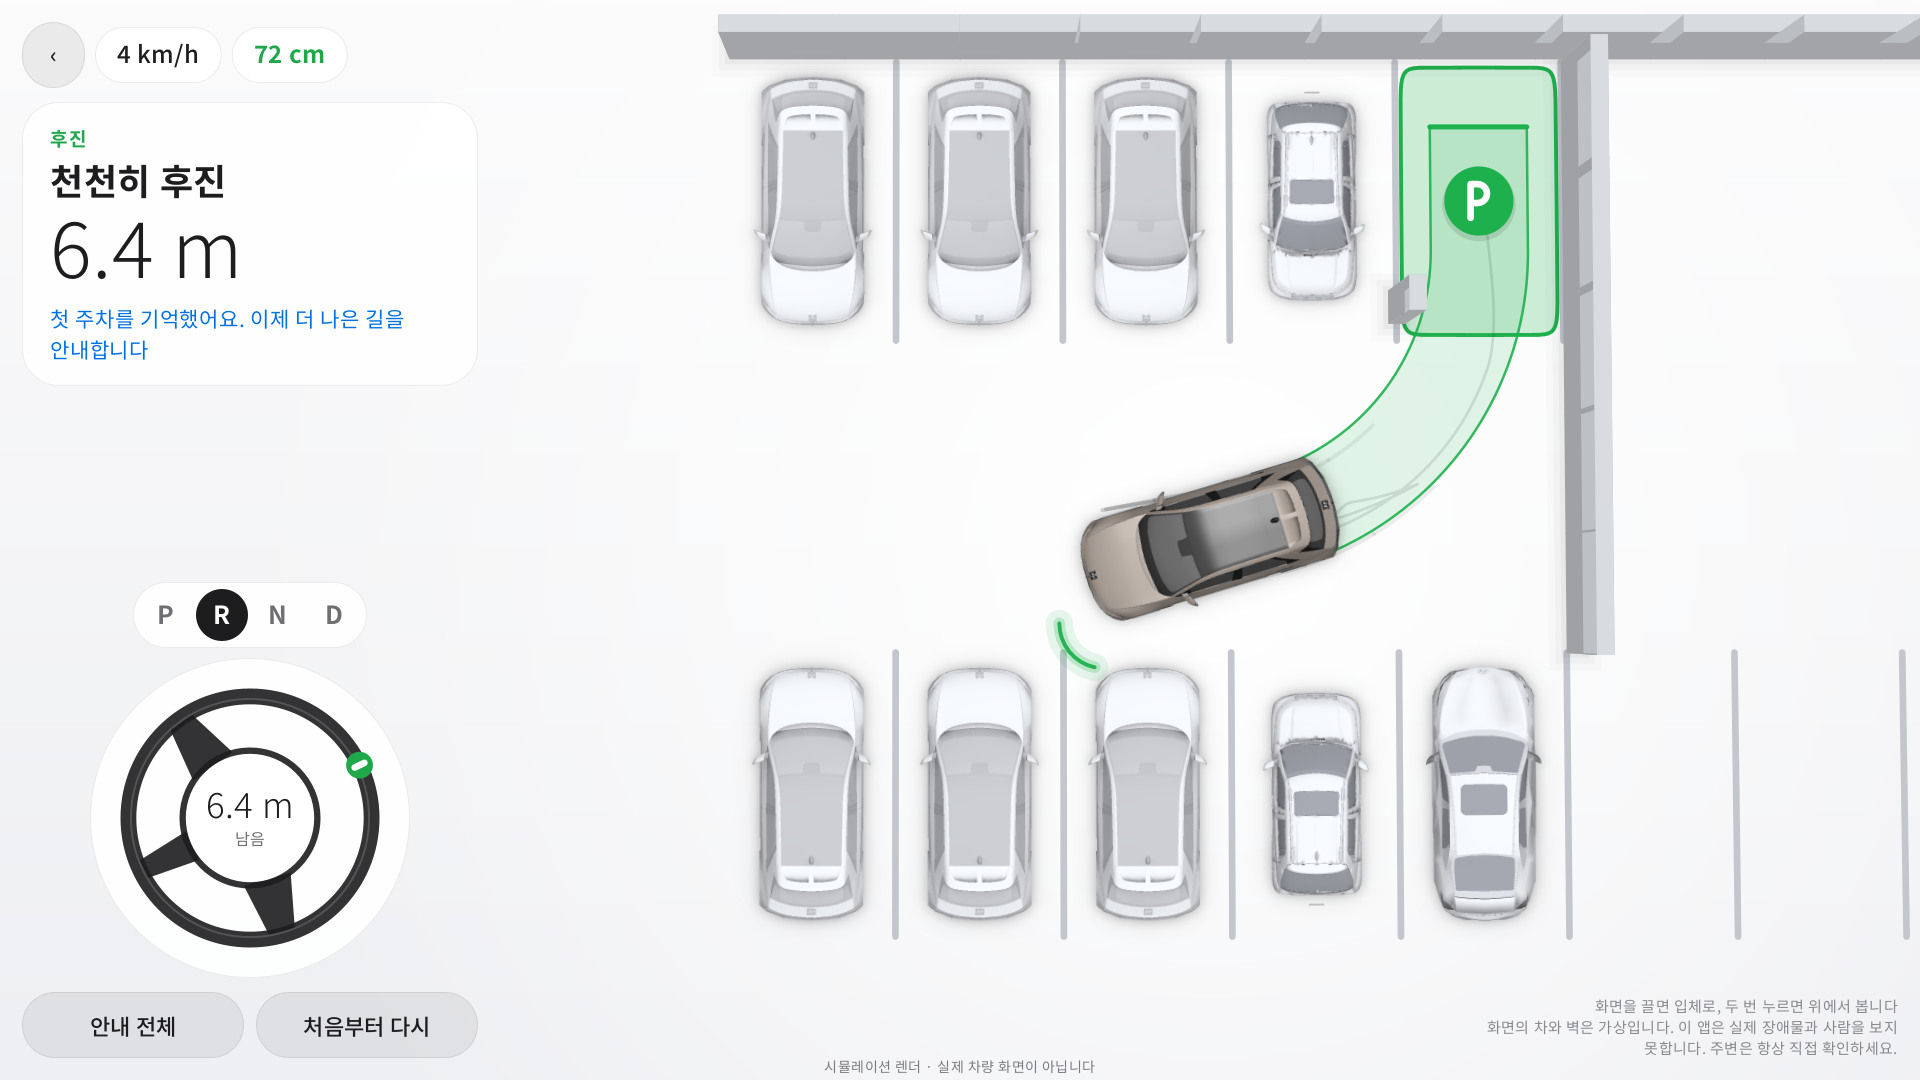 ‹
4 km/h
72 cm
후진
천천히 후진
6.4 m
첫 주차를 기억했어요. 이제 더 나은 길을
안내합니다
P
P R N D
6.4 m
남음
안내 전체
처음부터 다시
화면을 끌면 입체로, 두 번 누르면 위에서 봅니다
화면의 차와 벽은 가상입니다. 이 앱은 실제 장애물과 사람을 보지
못합니다. 주변은 항상 직접 확인하세요.
시뮬레이션 렌더 · 실제 차량 화면이 아닙니다